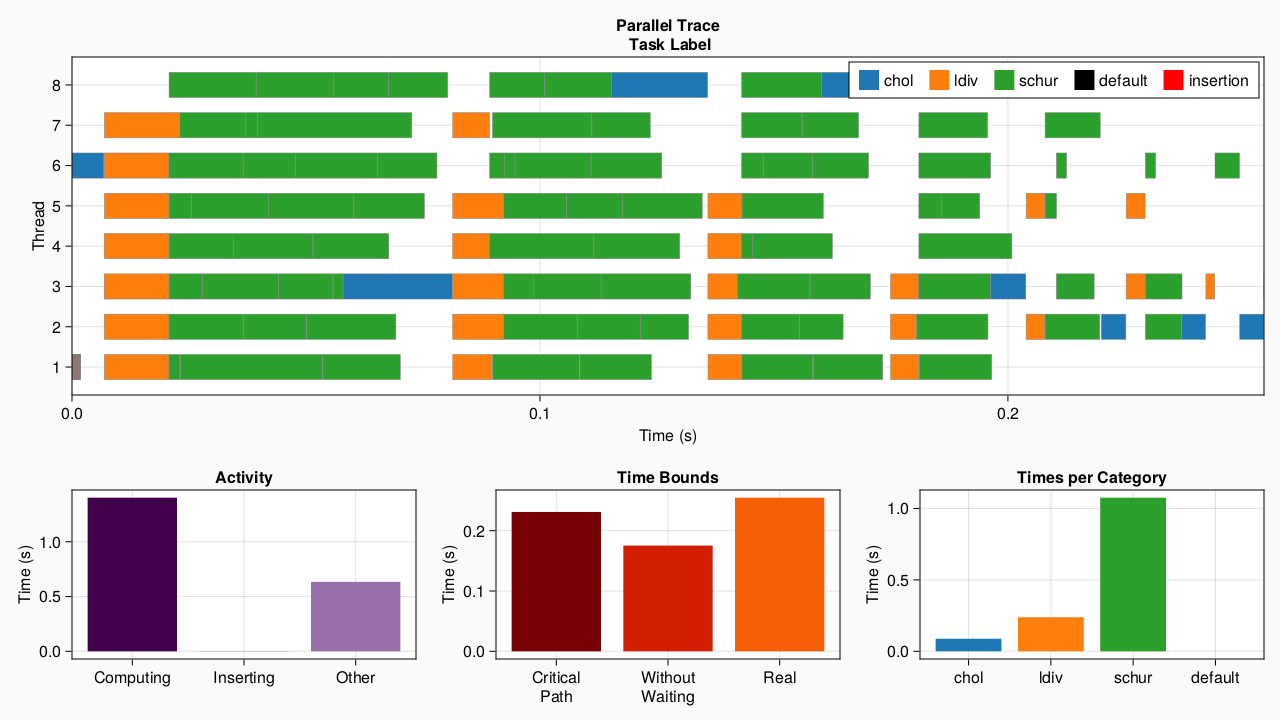 Parallel Trace
Task Label
chol ldiv schur default insertion
Thread
8
7
6
5
4
3
2
1
0.0 0.1 0.2
Time (s)
Activity
Time (s)
1.0
0.5
0.0
Computing Inserting Other
Time Bounds
Time (s)
0.2
0.1
0.0
Critical Path Without Waiting Real
Times per Category
Time (s)
1.0
0.5
0.0
chol ldiv schur default